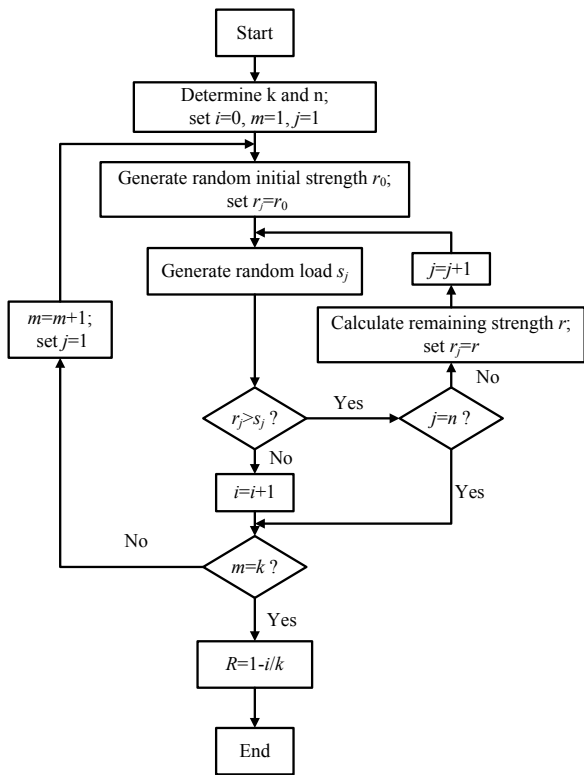 Start
Determine k and n;
set i=0, m=1, j=1
Generate random initial strength r₀;
set rⱼ=r₀
Generate random load sⱼ
j=j+1
m=m+1;
set j=1
Calculate remaining strength r;
set rⱼ=r
No
rⱼ>sⱼ ?
Yes
j=n ?
No
i=i+1
Yes
No
m=k ?
Yes
R=1-i/k
End